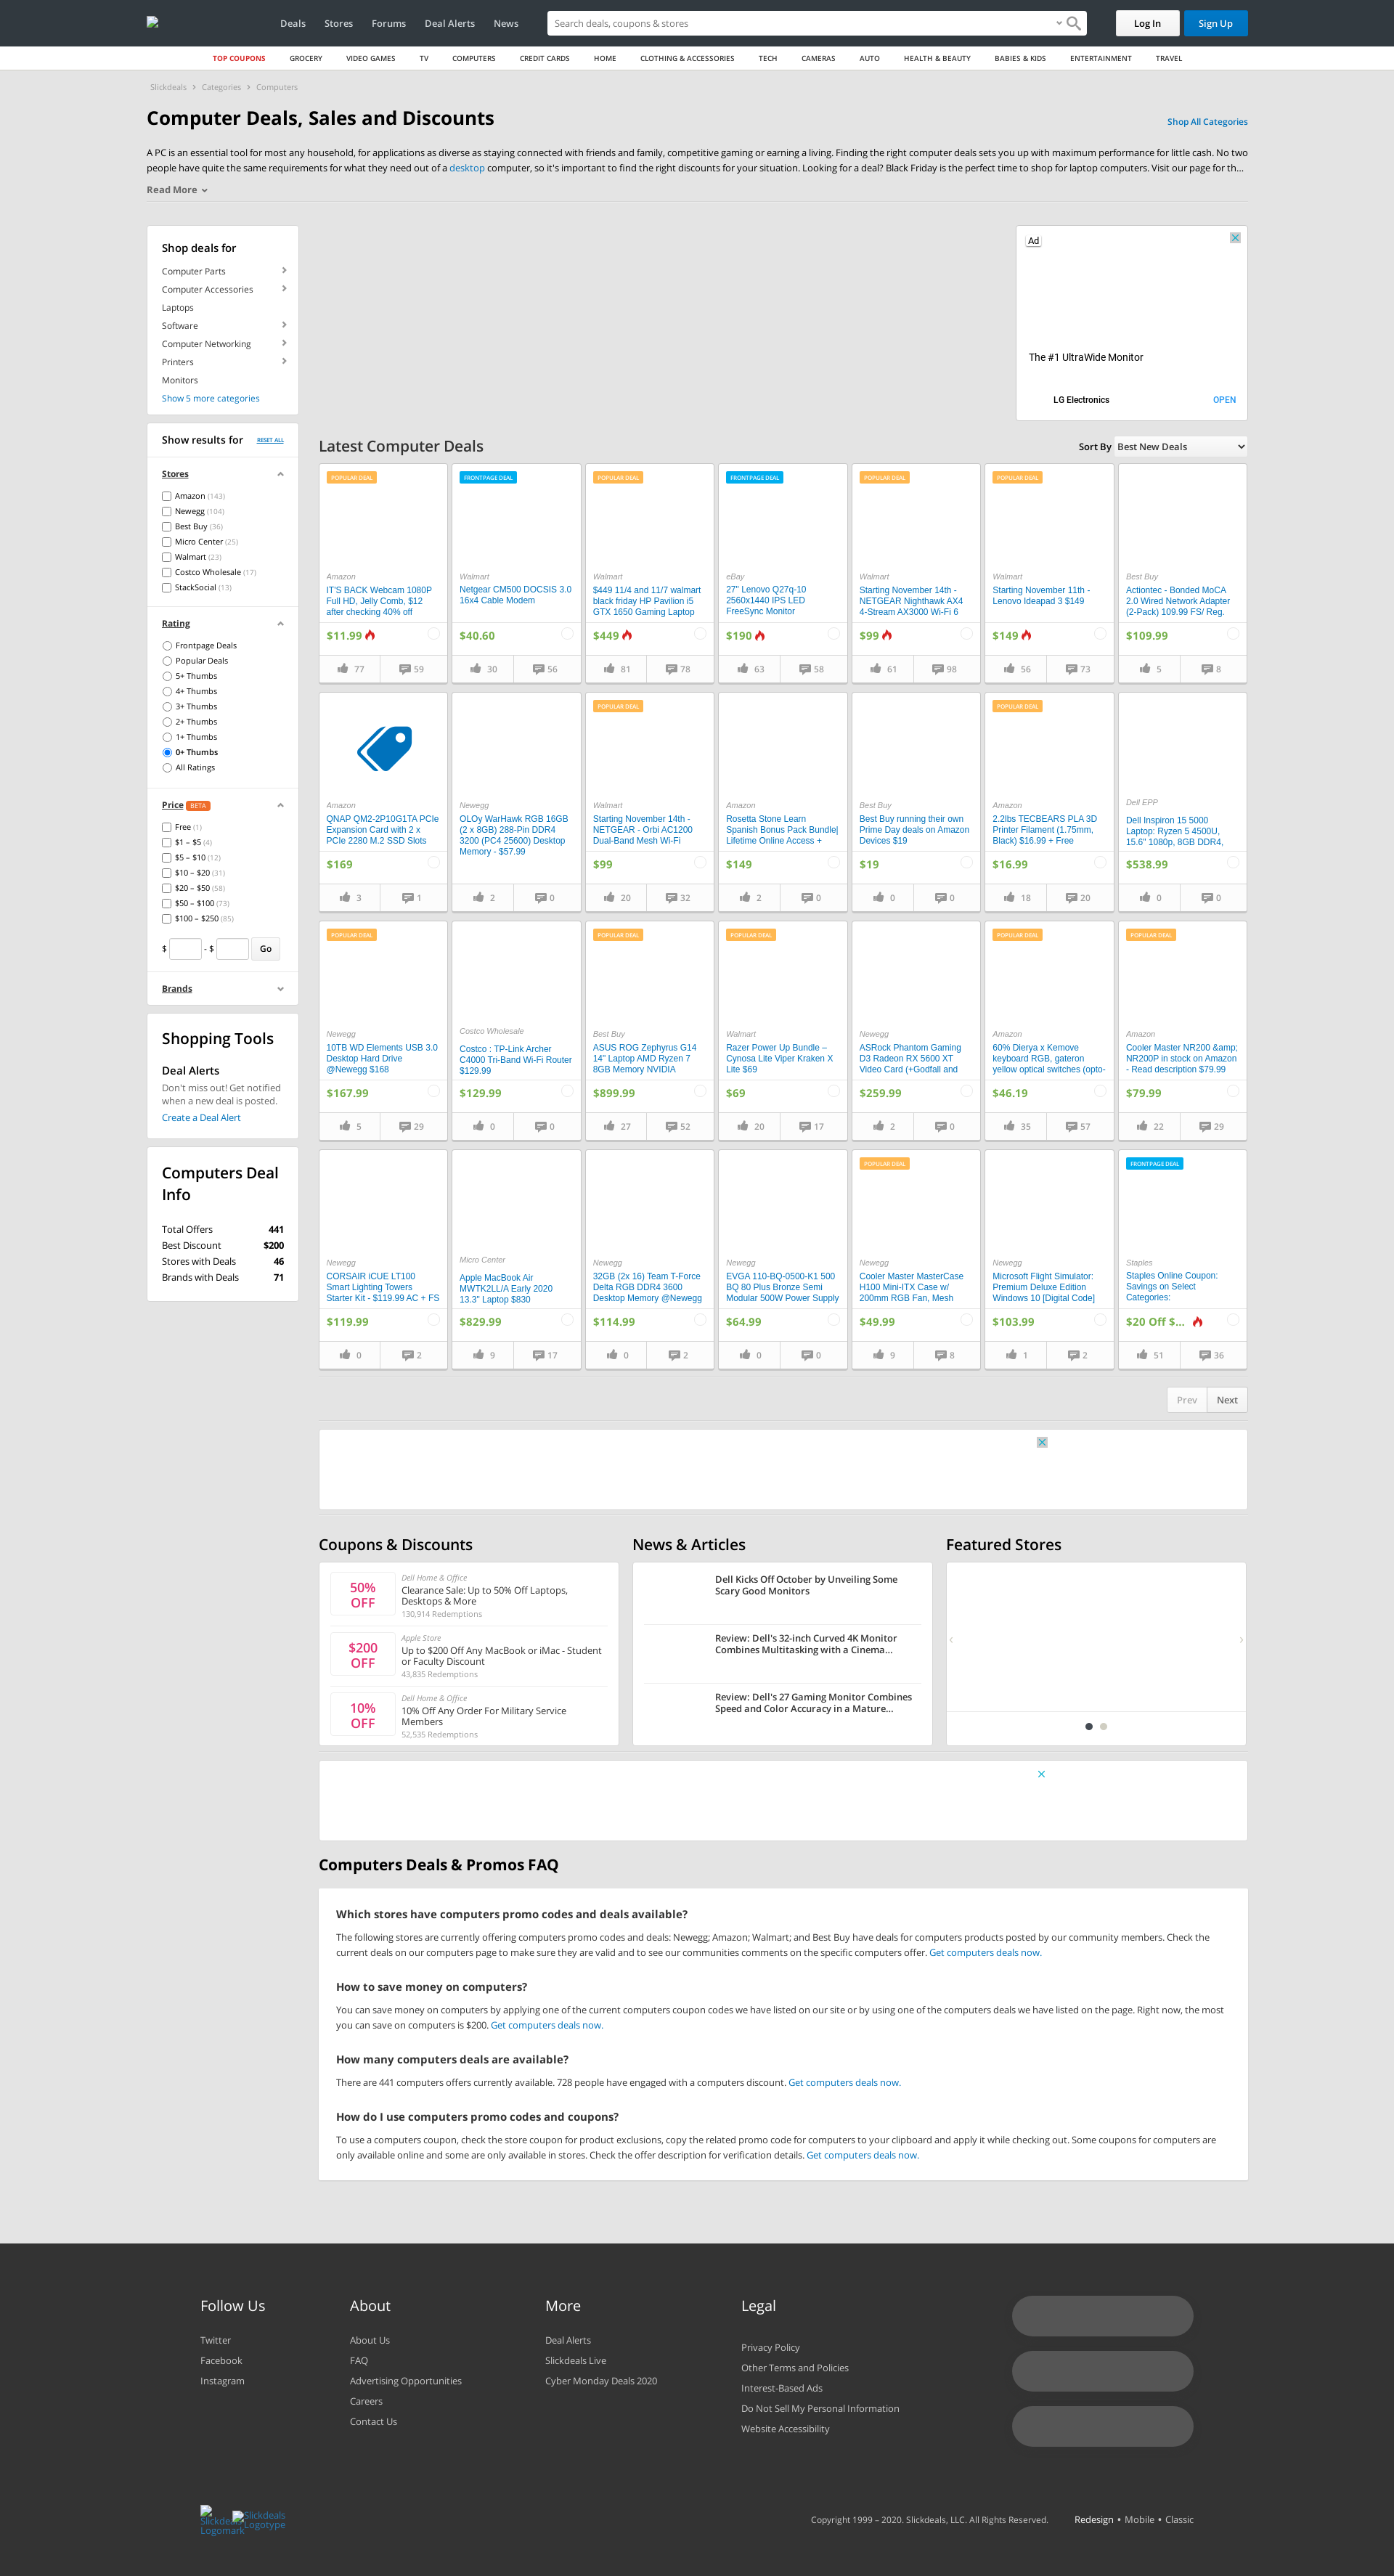 Deals Stores Forums Deal Alerts News
Search deals, coupons & stores
Log In
Sign Up
TOP COUPONS GROCERY VIDEO GAMES TV COMPUTERS CREDIT CARDS HOME CLOTHING & ACCESSORIES TECH CAMERAS AUTO HEALTH & BEAUTY BABIES & KIDS ENTERTAINMENT TRAVEL
Slickdeals › Categories › Computers
Computer Deals, Sales and Discounts
Shop All Categories
A PC is an essential tool for most any household, for applications as diverse as staying connected with friends and family, competitive gaming or earning a living. Finding the right computer deals sets you up with maximum performance for little cash. No two
people have quite the same requirements for what they need out of a desktop computer, so it's important to find the right discounts for your situation. Looking for a deal? Black Friday is the perfect time to shop for laptop computers. Visit our page for th...
Read More
Shop deals for
Computer Parts
Computer Accessories
Laptops
Software
Computer Networking
Printers
Monitors
Show 5 more categories
Show results for RESET ALL
Stores
Amazon (143)
Newegg (104)
Best Buy (36)
Micro Center (25)
Walmart (23)
Costco Wholesale (17)
StackSocial (13)
Rating
Frontpage Deals
Popular Deals
5+ Thumbs
4+ Thumbs
3+ Thumbs
2+ Thumbs
1+ Thumbs
0+ Thumbs
All Ratings
Price BETA
Free (1)
$1 – $5 (4)
$5 – $10 (12)
$10 – $20 (31)
$20 – $50 (58)
$50 – $100 (73)
$100 – $250 (85)
$ - $ Go
Brands
Shopping Tools
Deal Alerts
Don't miss out! Get notified
when a new deal is posted.
Create a Deal Alert
Computers Deal
Info
Total Offers 441
Best Discount $200
Stores with Deals 46
Brands with Deals 71
Ad
The #1 UltraWide Monitor
LG Electronics OPEN
Latest Computer Deals
Sort By Best New Deals
POPULAR DEAL
Amazon
IT'S BACK Webcam 1080P
Full HD, Jelly Comb, $12
after checking 40% off
$11.99
77 59
FRONTPAGE DEAL
Walmart
Netgear CM500 DOCSIS 3.0
16x4 Cable Modem
$40.60
30 56
POPULAR DEAL
Walmart
$449 11/4 and 11/7 walmart
black friday HP Pavilion i5
GTX 1650 Gaming Laptop
$449
81 78
FRONTPAGE DEAL
eBay
27" Lenovo Q27q-10
2560x1440 IPS LED
FreeSync Monitor
$190
63 58
POPULAR DEAL
Walmart
Starting November 14th -
NETGEAR Nighthawk AX4
4-Stream AX3000 Wi-Fi 6
$99
61 98
POPULAR DEAL
Walmart
Starting November 11th -
Lenovo Ideapad 3 $149
$149
56 73
Best Buy
Actiontec - Bonded MoCA
2.0 Wired Network Adapter
(2-Pack) 109.99 FS/ Reg.
$109.99
5 8
Amazon
QNAP QM2-2P10G1TA PCIe
Expansion Card with 2 x
PCIe 2280 M.2 SSD Slots
$169
3 1
Newegg
OLOy WarHawk RGB 16GB
(2 x 8GB) 288-Pin DDR4
3200 (PC4 25600) Desktop
Memory - $57.99
2 0
POPULAR DEAL
Walmart
Starting November 14th -
NETGEAR - Orbi AC1200
Dual-Band Mesh Wi-Fi
$99
20 32
Amazon
Rosetta Stone Learn
Spanish Bonus Pack Bundle|
Lifetime Online Access +
$149
2 0
Best Buy
Best Buy running their own
Prime Day deals on Amazon
Devices $19
$19
0 0
POPULAR DEAL
Amazon
2.2lbs TECBEARS PLA 3D
Printer Filament (1.75mm,
Black) $16.99 + Free
$16.99
18 20
Dell EPP
Dell Inspiron 15 5000
Laptop: Ryzen 5 4500U,
15.6" 1080p, 8GB DDR4,
$538.99
0 0
POPULAR DEAL
Newegg
10TB WD Elements USB 3.0
Desktop Hard Drive
@Newegg $168
$167.99
5 29
Costco Wholesale
Costco : TP-Link Archer
C4000 Tri-Band Wi-Fi Router
$129.99
$129.99
0 0
POPULAR DEAL
Best Buy
ASUS ROG Zephyrus G14
14" Laptop AMD Ryzen 7
8GB Memory NVIDIA
$899.99
27 52
POPULAR DEAL
Walmart
Razer Power Up Bundle –
Cynosa Lite Viper Kraken X
Lite $69
$69
20 17
Newegg
ASRock Phantom Gaming
D3 Radeon RX 5600 XT
Video Card (+Godfall and
$259.99
2 0
POPULAR DEAL
Amazon
60% Dierya x Kemove
keyboard RGB, gateron
yellow optical switches (opto-
$46.19
35 57
POPULAR DEAL
Amazon
Cooler Master NR200 &amp;
NR200P in stock on Amazon
- Read description $79.99
$79.99
22 29
Newegg
CORSAIR iCUE LT100
Smart Lighting Towers
Starter Kit - $119.99 AC + FS
$119.99
0 2
Micro Center
Apple MacBook Air
MWTK2LL/A Early 2020
13.3" Laptop $830
$829.99
9 17
Newegg
32GB (2x 16) Team T-Force
Delta RGB DDR4 3600
Desktop Memory @Newegg
$114.99
0 2
Newegg
EVGA 110-BQ-0500-K1 500
BQ 80 Plus Bronze Semi
Modular 500W Power Supply
$64.99
0 0
POPULAR DEAL
Newegg
Cooler Master MasterCase
H100 Mini-ITX Case w/
200mm RGB Fan, Mesh
$49.99
9 8
Newegg
Microsoft Flight Simulator:
Premium Deluxe Edition
Windows 10 [Digital Code]
$103.99
1 2
FRONTPAGE DEAL
Staples
Staples Online Coupon:
Savings on Select
Categories:
$20 Off $...
51 36
Prev Next
Coupons & Discounts
50% OFF
Dell Home & Office
Clearance Sale: Up to 50% Off Laptops,
Desktops & More
130,914 Redemptions
$200 OFF
Apple Store
Up to $200 Off Any MacBook or iMac - Student
or Faculty Discount
43,835 Redemptions
10% OFF
Dell Home & Office
10% Off Any Order For Military Service
Members
52,535 Redemptions
News & Articles
Dell Kicks Off October by Unveiling Some
Scary Good Monitors
Review: Dell's 32-inch Curved 4K Monitor
Combines Multitasking with a Cinema...
Review: Dell's 27 Gaming Monitor Combines
Speed and Color Accuracy in a Mature...
Featured Stores
Computers Deals & Promos FAQ
Which stores have computers promo codes and deals available?
The following stores are currently offering computers promo codes and deals: Newegg; Amazon; Walmart; and Best Buy have deals for computers products posted by our community members. Check the
current deals on our computers page to make sure they are valid and to see our communities comments on the specific computers offer. Get computers deals now.
How to save money on computers?
You can save money on computers by applying one of the current computers coupon codes we have listed on our site or by using one of the computers deals we have listed on the page. Right now, the most
you can save on computers is $200. Get computers deals now.
How many computers deals are available?
There are 441 computers offers currently available. 728 people have engaged with a computers discount. Get computers deals now.
How do I use computers promo codes and coupons?
To use a computers coupon, check the store coupon for product exclusions, copy the related promo code for computers to your clipboard and apply it while checking out. Some coupons for computers are
only available online and some are only available in stores. Check the offer description for verification details. Get computers deals now.
Follow Us
Twitter
Facebook
Instagram
About
About Us
FAQ
Advertising Opportunities
Careers
Contact Us
More
Deal Alerts
Slickdeals Live
Cyber Monday Deals 2020
Legal
Privacy Policy
Other Terms and Policies
Interest-Based Ads
Do Not Sell My Personal Information
Website Accessibility
Slickdeals Logomark
Slickdeals Logotype
Copyright 1999 – 2020. Slickdeals, LLC. All Rights Reserved.
Redesign • Mobile • Classic